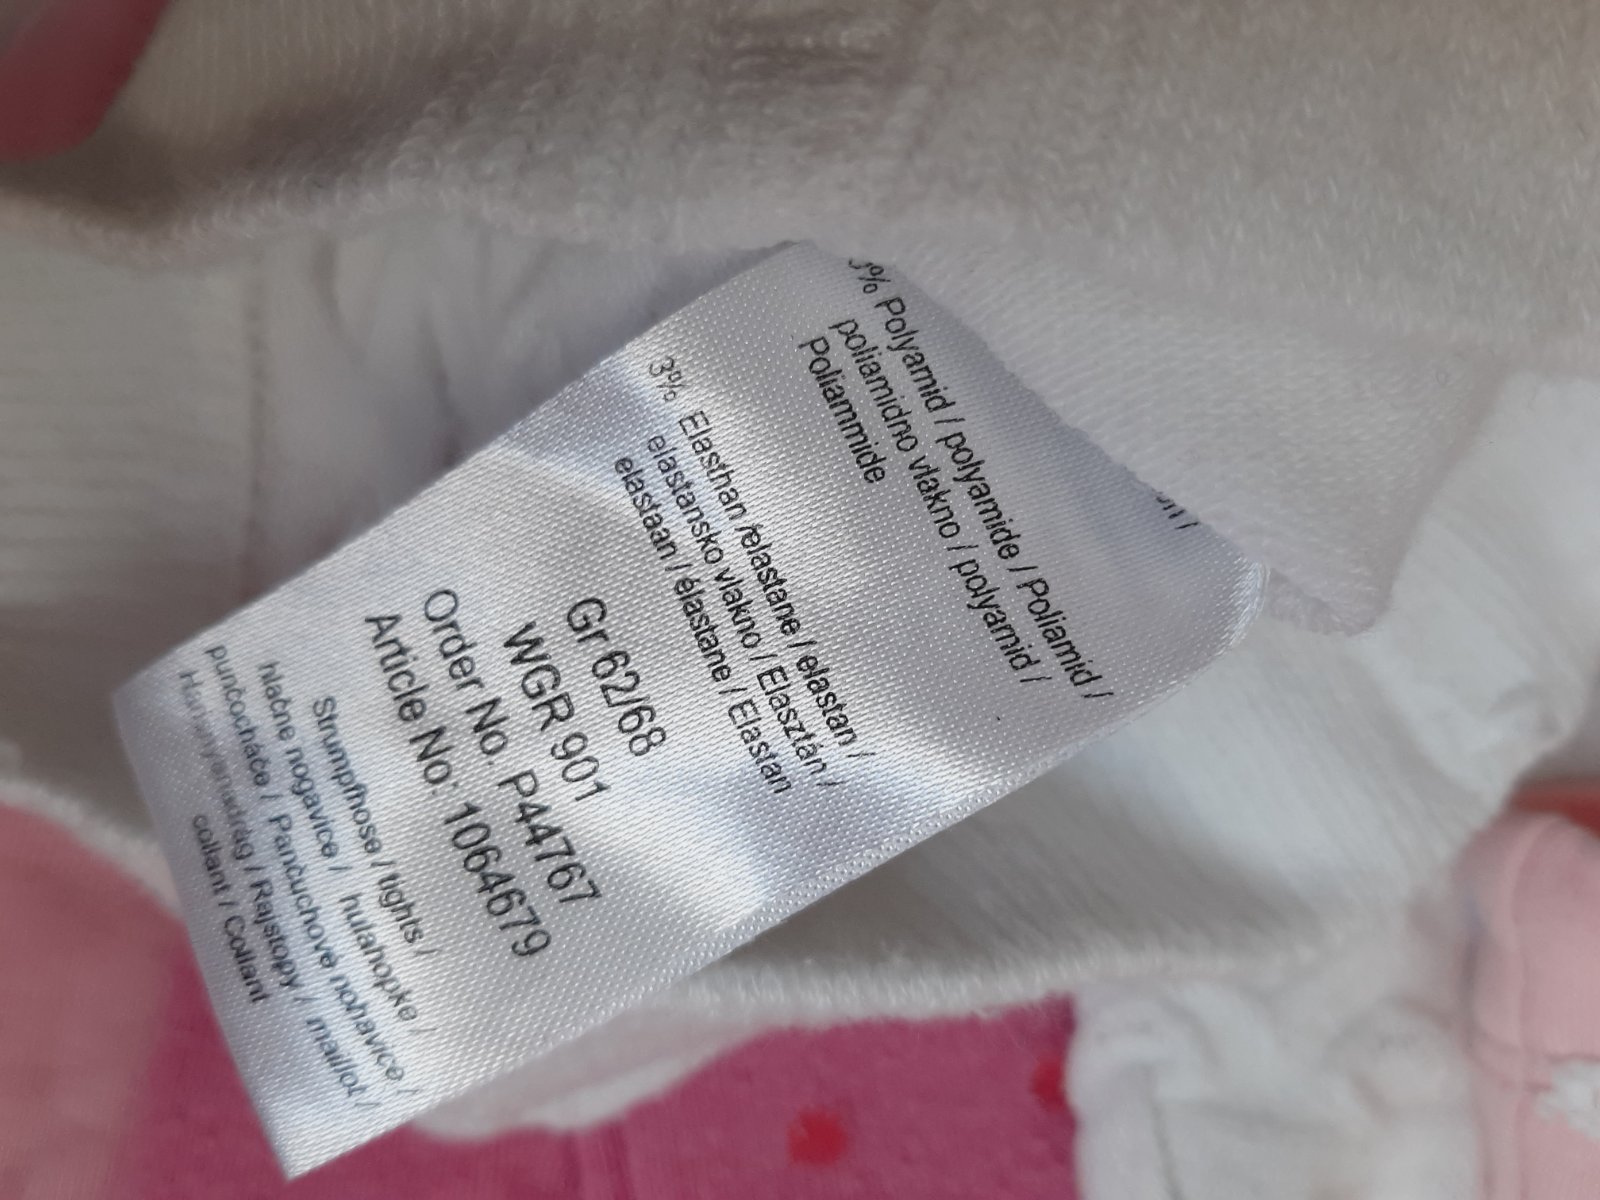 3% Polyamid / polyamide / Poliamid /
poliamidno vlakno / polyamid /
Poliammide
3% Elasthan / elastane / elastan /
elastansko vlakno / Elasztán /
elastaan / élastane / Elastan
Gr 62/68
WGR 901
Order No. P44767
Article No: 1064679
Strumpfhose / tights /
hlačne nogavice / hulahopke /
punčocháče / Pančuchové nohavice /
Harisnyanadrág / Rajstopy / maillot /
collant / Collant